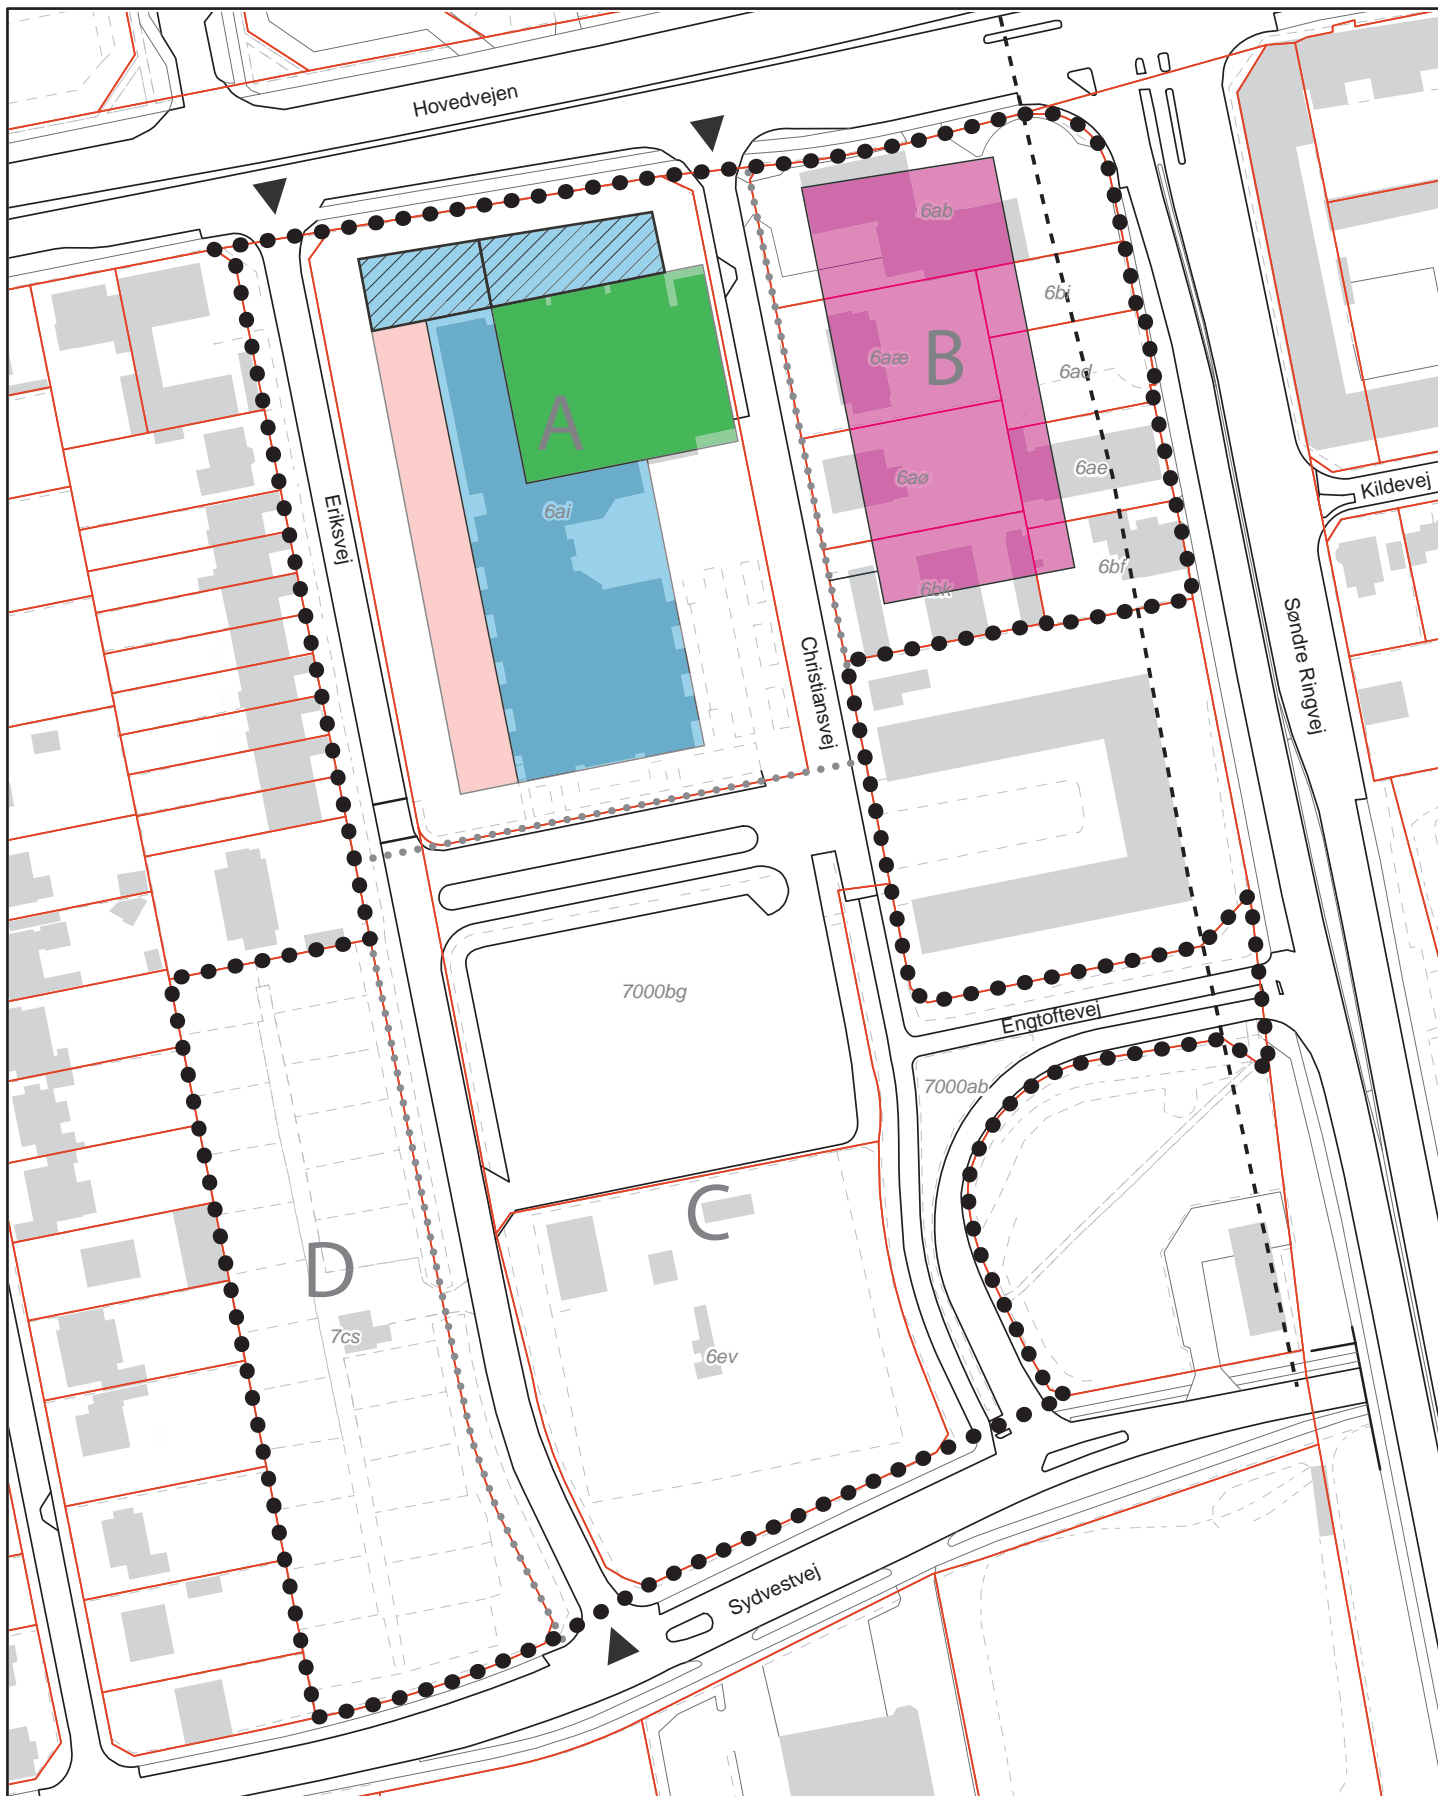 Hovedvejen
6ab
6bi
B
6aæ
6ad
A
6aø
6ae
Kildevej
6ai
Eriksvej
6bf
6bk
Christiansvej
Søndre Ringvej
7000bg
Engtoftevej
7000ab
C
D
7cs
6ev
Sydvestvej